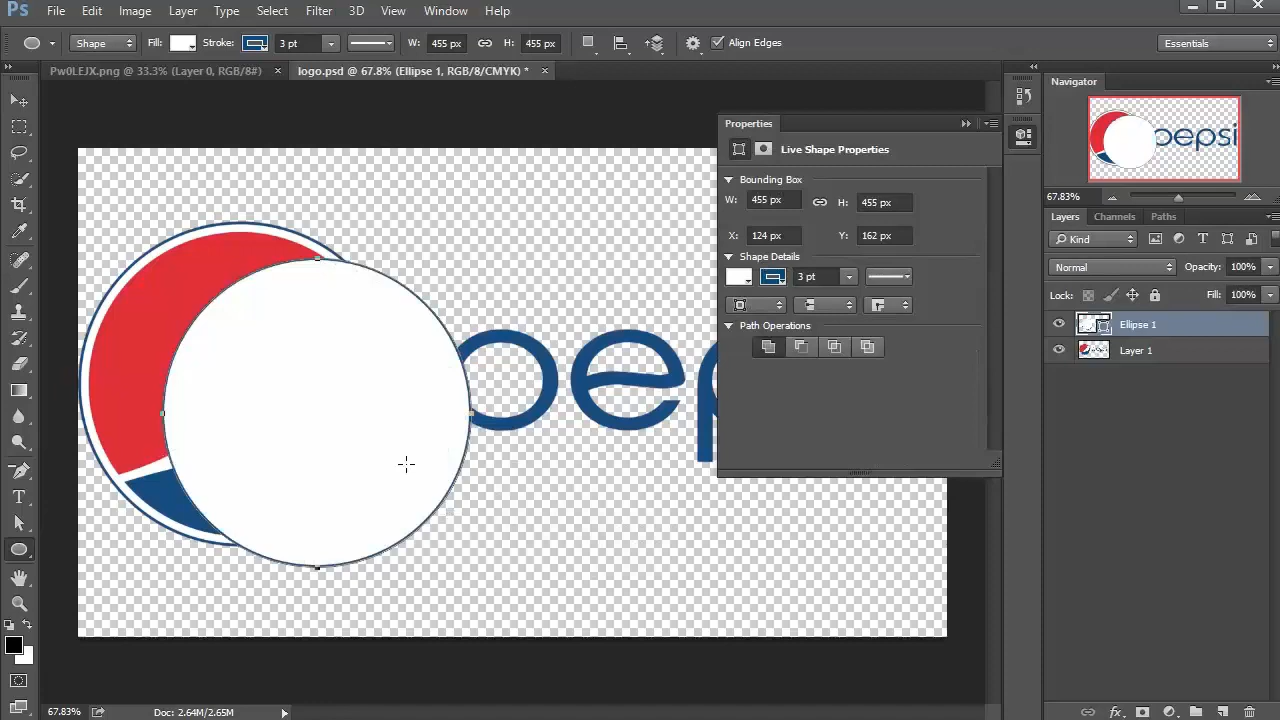 Ps File Edit Image Layer Type Select Filter 3D View Window Help
Shape Fill: Stroke: 3 pt W: 455 px H: 455 px Align Edges Essentials
Pw0LEJX.png @ 33.3% (Layer 0, RGB/8#) × logo.psd @ 67.8% (Ellipse 1, RGB/8/CMYK) * ×
Navigator
pepsi
67.83%
Properties
Live Shape Properties
Bounding Box
W: 455 px H: 455 px
X: 124 px Y: 162 px
Shape Details
3 pt
Path Operations
Layers Channels Paths
Kind
Normal Opacity: 100%
Lock: Fill: 100%
Ellipse 1
Layer 1
pep
67.83% Doc: 2.64M/2.65M
fx